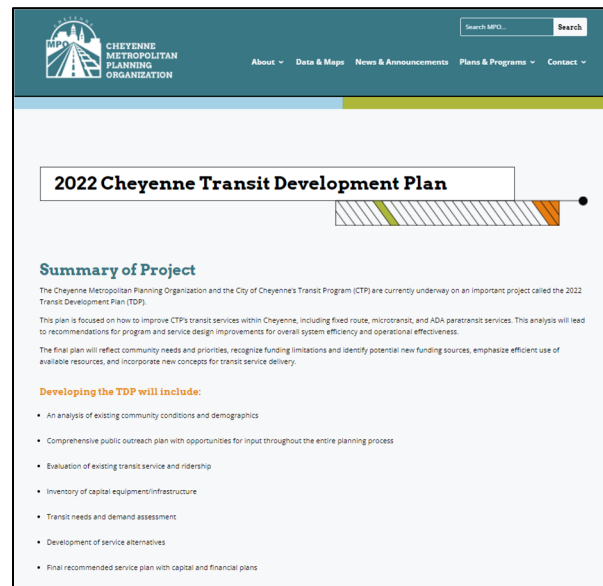 CHEYENNE
MPO
CHEYENNE
METROPOLITAN
PLANNING
ORGANIZATION
Search MPO...
Search
About
Data & Maps
News & Announcements
Plans & Programs
Contact
2022 Cheyenne Transit Development Plan
Summary of Project
The Cheyenne Metropolitan Planning Organization and the City of Cheyenne's Transit Program (CTP) are currently underway on an important project called the 2022
Transit Development Plan (TDP).
This plan is focused on how to improve CTP's transit services within Cheyenne, including fixed route, microtransit, and ADA paratransit services. This analysis will lead
to recommendations for program and service design improvements for overall system efficiency and operational effectiveness.
The final plan will reflect community needs and priorities, recognize funding limitations and identify potential new funding sources, emphasize efficient use of
available resources, and incorporate new concepts for transit service delivery.
Developing the TDP will include:
• An analysis of existing community conditions and demographics
• Comprehensive public outreach plan with opportunities for input throughout the entire planning process
• Evaluation of existing transit service and ridership
• Inventory of capital equipment/infrastructure
• Transit needs and demand assessment
• Development of service alternatives
• Final recommended service plan with capital and financial plans